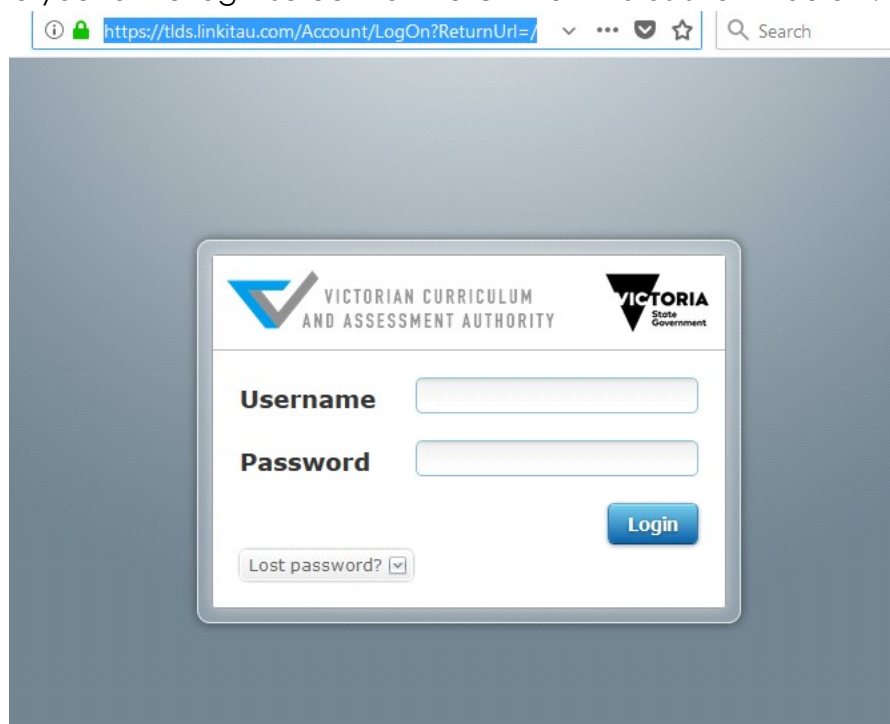 https://tlds.linkitau.com/Account/LogOn?ReturnUrl=/
Search
VICTORIAN CURRICULUM
AND ASSESSMENT AUTHORITY
VICTORIA
State
Government
Username
Password
Login
Lost password?